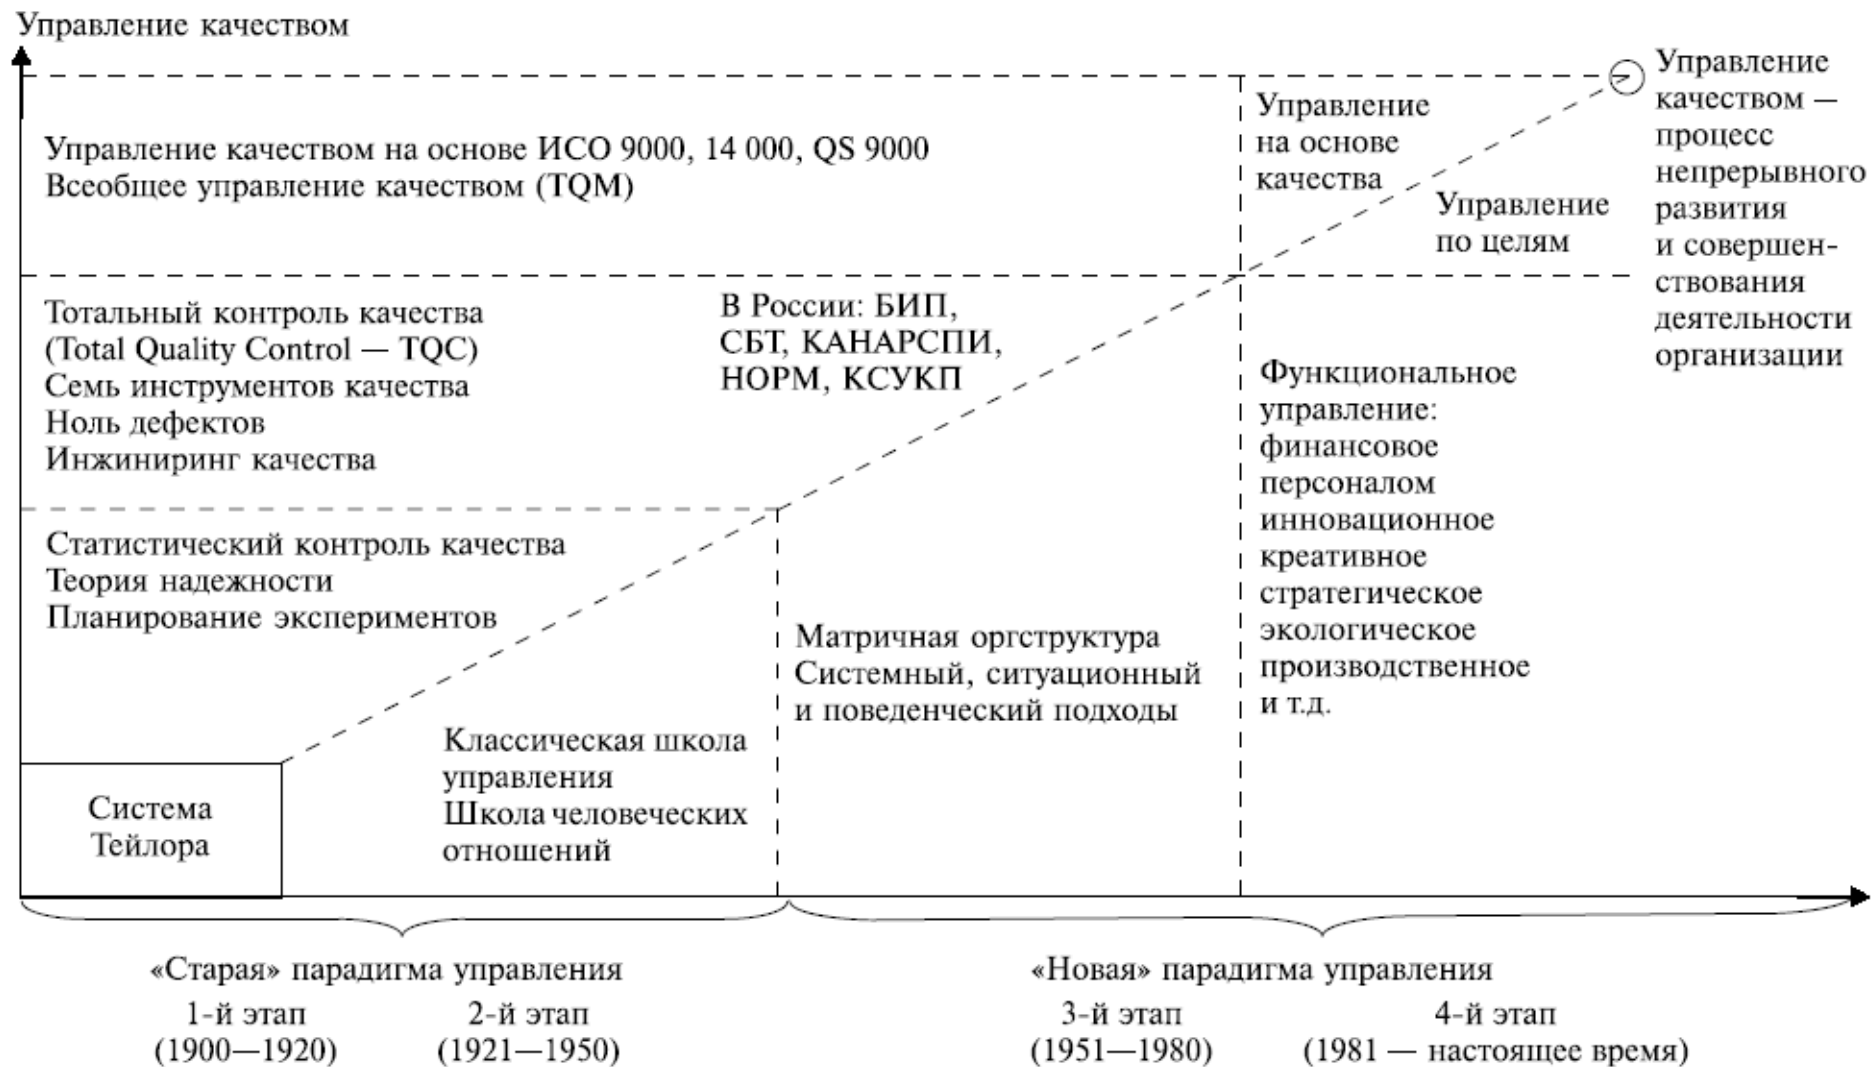 Управление качеством
Управление качеством на основе ИСО 9000, 14 000, QS 9000
Всеобщее управление качеством (TQM)
Управление
на основе
качества
Управление
по целям
Управление
качеством —
процесс
непрерывного
развития
и совершен-
ствования
деятельности
организации
Тотальный контроль качества
(Total Quality Control — TQC)
Семь инструментов качества
Ноль дефектов
Инжиниринг качества
В России: БИП,
СБТ, КАНАРСПИ,
НОРМ, КСУКП
Функциональное
управление:
финансовое
персоналом
инновационное
креативное
стратегическое
экологическое
производственное
и т.д.
Статистический контроль качества
Теория надежности
Планирование экспериментов
Матричная оргструктура
Системный, ситуационный
и поведенческий подходы
Классическая школа
управления
Школа человеческих
отношений
Система
Тейлора
«Старая» парадигма управления
1-й этап
(1900—1920)
2-й этап
(1921—1950)
«Новая» парадигма управления
3-й этап
(1951—1980)
4-й этап
(1981 — настоящее время)